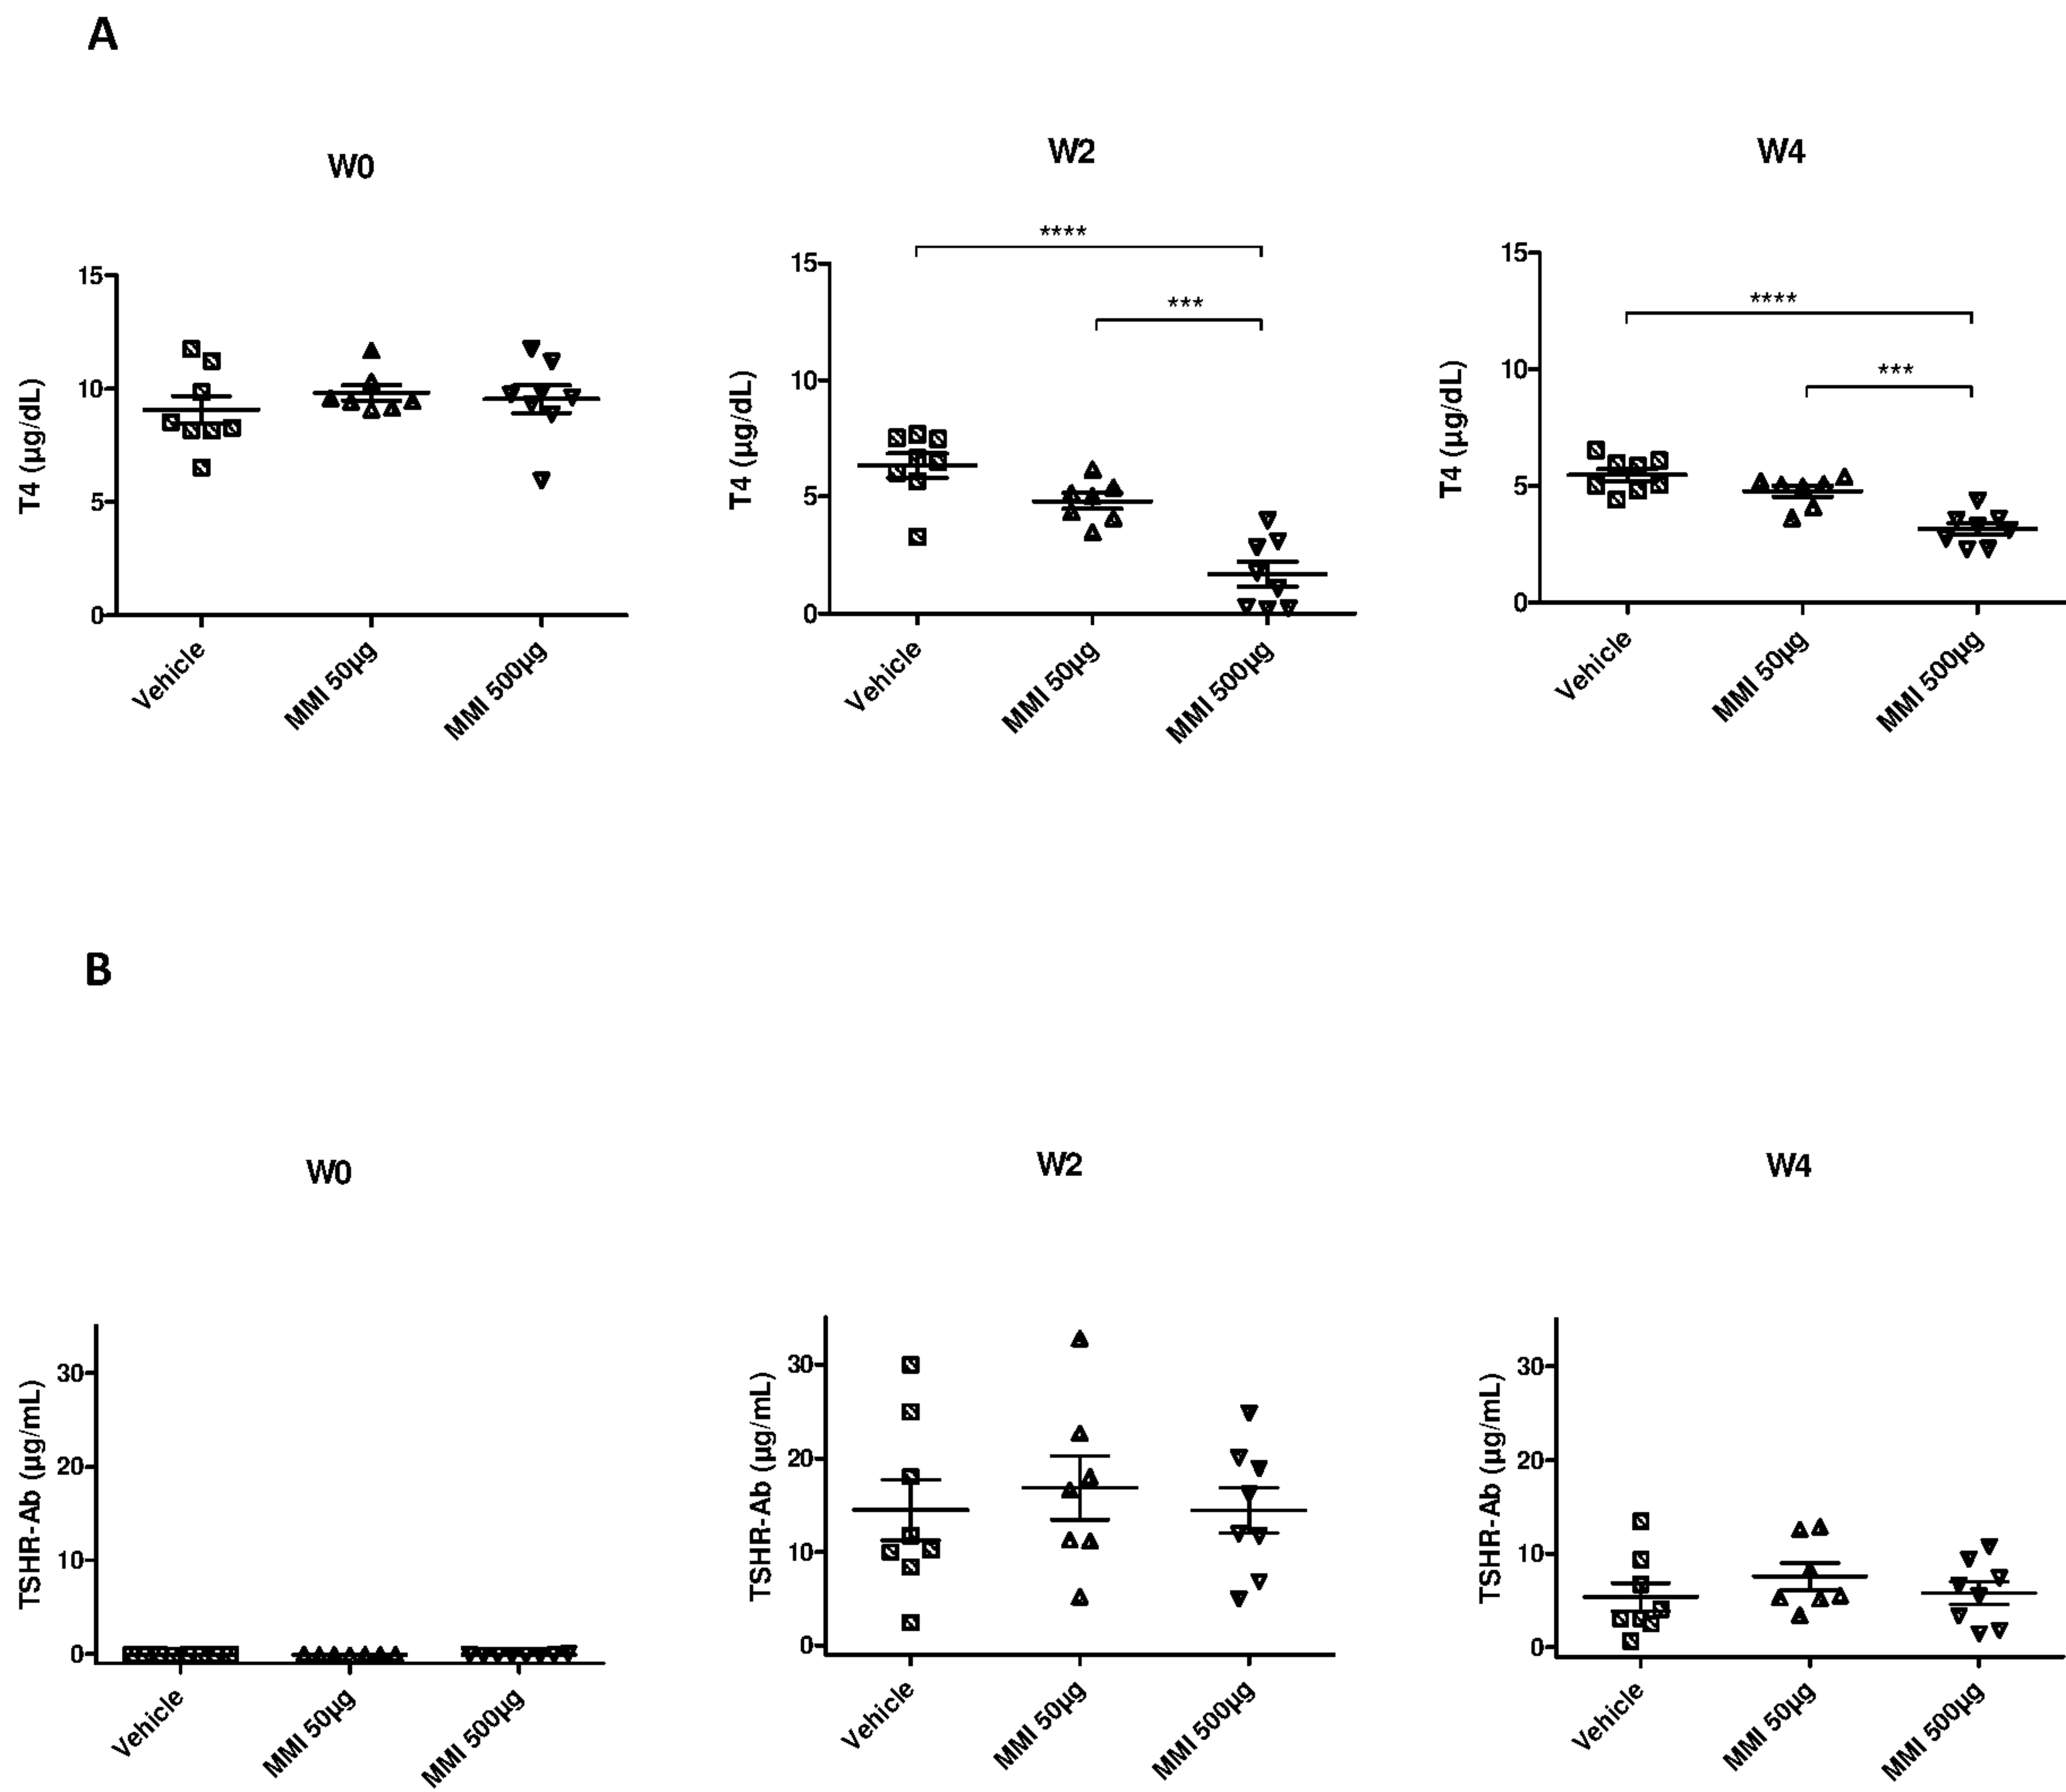 A
W0
T4 (µg/dL)
15
10
5
0
Vehicle
MMI 50µg
MMI 500µg
W2
****
***
T4 (µg/dL)
15
10
5
0
Vehicle
MMI 50µg
MMI 500µg
W4
****
***
T4 (µg/dL)
15
10
5
0
Vehicle
MMI 50µg
MMI 500µg
B
W0
TSHR-Ab (µg/mL)
30
20
10
0
Vehicle
MMI 50µg
MMI 500µg
W2
TSHR-Ab (µg/mL)
30
20
10
0
Vehicle
MMI 50µg
MMI 500µg
W4
TSHR-Ab (µg/mL)
30
20
10
0
Vehicle
MMI 50µg
MMI 500µg